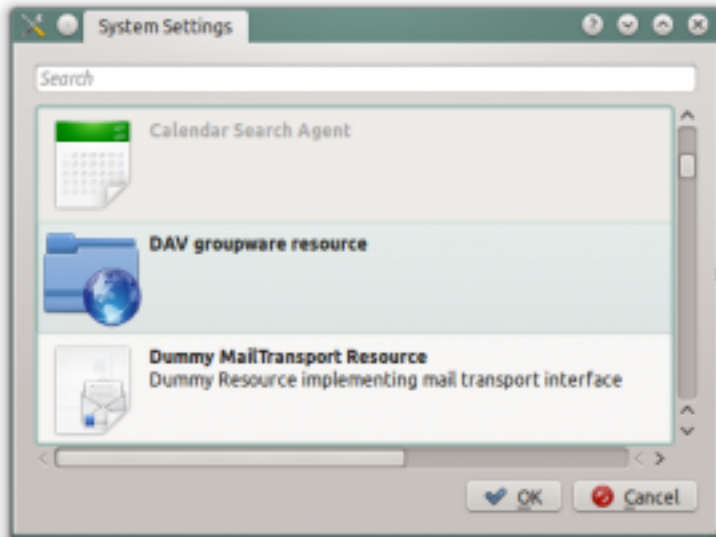 System Settings
Search
Calendar Search Agent
DAV groupware resource
Dummy MailTransport Resource
Dummy Resource implementing mail transport interface
OK
Cancel